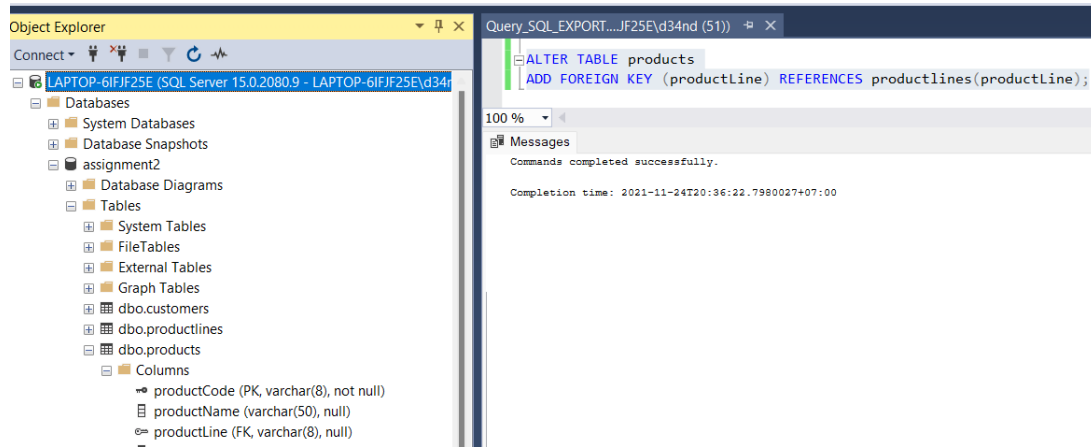 Object Explorer
Connect
LAPTOP-6IFJF25E (SQL Server 15.0.2080.9 - LAPTOP-6IFJF25E\d34n
Databases
System Databases
Database Snapshots
assignment2
Database Diagrams
Tables
System Tables
FileTables
External Tables
Graph Tables
dbo.customers
dbo.productlines
dbo.products
Columns
productCode (PK, varchar(8), not null)
productName (varchar(50), null)
productLine (FK, varchar(8), null)
Query_SQL_EXPORT....JF25E\d34nd (51))
ALTER TABLE products
ADD FOREIGN KEY (productLine) REFERENCES productlines(productLine);
100 %
Messages
Commands completed successfully.
Completion time: 2021-11-24T20:36:22.7980027+07:00